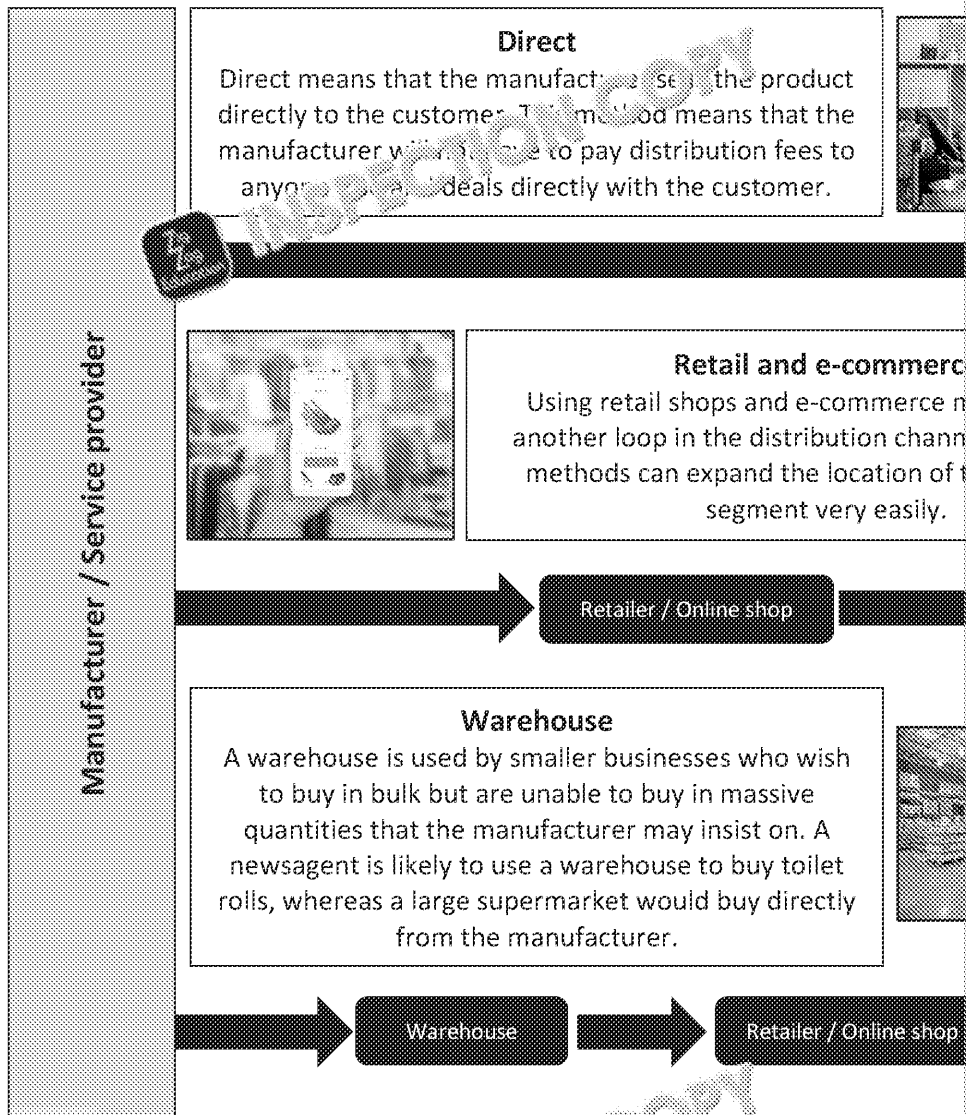 Direct
Direct means that the the product
directly to the means that the
manufacturer to pay distribution fees to
deals directly with the customer.
INSPECTION COPY
Manufacturer / Service provider
Retail and e-commerc
Using retail shops and e-commerce
another loop in the distribution chann
methods can expand the location of
segment very easily.
Retailer / Online shop
Warehouse
A warehouse is used by smaller businesses who wish
to buy in bulk but are unable to buy in massive
quantities that the manufacturer may insist on. A
newsagent is likely to use a warehouse to buy toilet
rolls, whereas a large supermarket would buy directly
from the manufacturer.
Warehouse
Retailer / Online shop
COPY